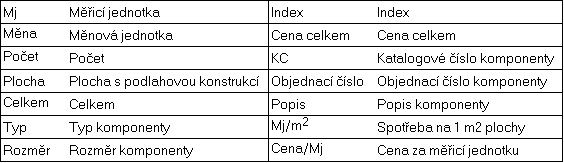 Mj Měřicí jednotka Index Index
Měna Měnová jednotka Cena celkem Cena celkem
Počet Počet KC Katalogové číslo komponenty
Plocha Plocha s podlahovou konstrukcí Objednací číslo Objednací číslo komponenty
Celkem Celkem Popis Popis komponenty
Typ Typ komponenty Mj/m2 Spotřeba na 1 m2 plochy
Rozměr Rozměr komponenty Cena/Mj Cena za měřicí jednotku